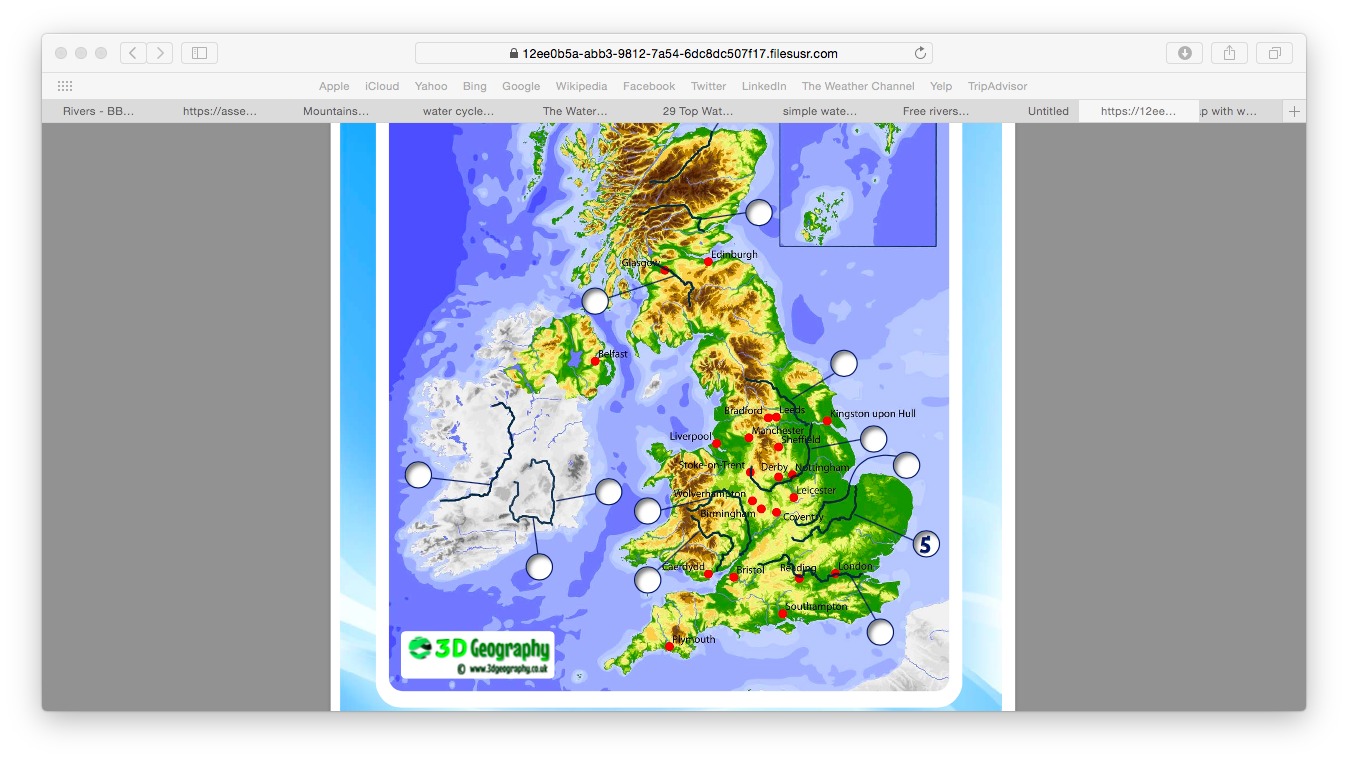 12ee0b5a-abb3-9812-7a54-6dc8dc507f17.filesusr.com
Apple iCloud Yahoo Bing Google Wikipedia Facebook Twitter LinkedIn The Weather Channel Yelp TripAdvisor
Rivers - BB... https://asse... Mountains... water cycle... The Water... 29 Top Wat... simple wate... Free rivers... Untitled https://12ee... p with w...
Edinburgh
Glasgow
Belfast
Bradford
Leeds
Kingston upon Hull
Manchester
Liverpool
Sheffield
Stoke-on-Trent
Derby
Nottingham
Leicester
Wolverhampton
Birmingham
Coventry
5
Caerdydd
Bristol
Reading
London
Southampton
Plymouth
3D Geography
© www.3dgeography.co.uk